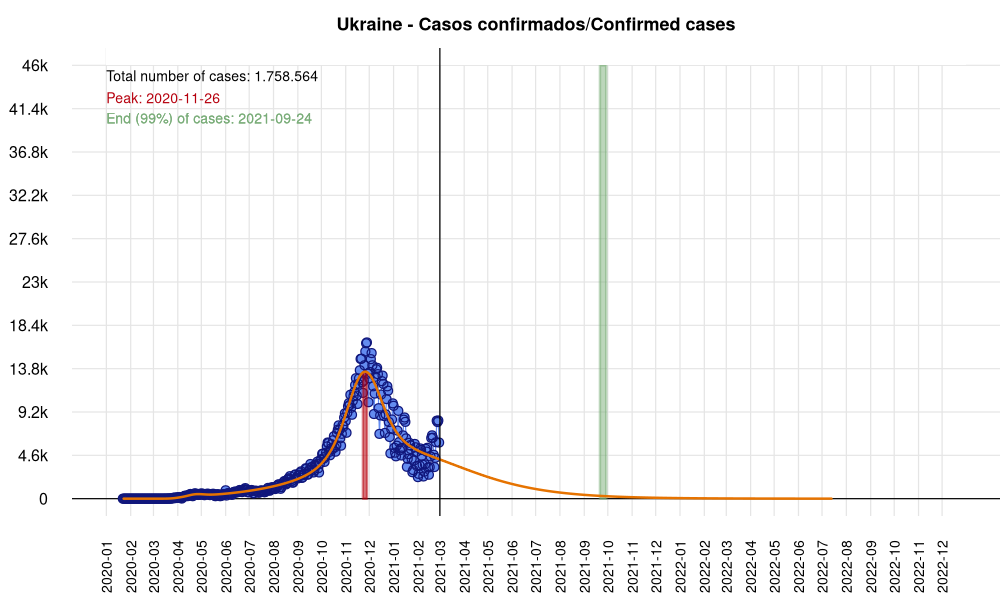 Ukraine - Casos confirmados/Confirmed cases
46k
Total number of cases: 1.758.564
Peak: 2020-11-26
41.4k
End (99%) of cases: 2021-09-24
36.8k
32.2k
27.6k
23k
18.4k
13.8k
9.2k
4.6k
0
2020-01
2020-02
2020-03
2020-04
2020-05
2020-06
2020-07
2020-08
2020-09
2020-10
2020-11
2020-12
2021-01
2021-02
2021-03
2021-04
2021-05
2021-06
2021-07
2021-08
2021-09
2021-10
2021-11
2021-12
2022-01
2022-02
2022-03
2022-04
2022-05
2022-06
2022-07
2022-08
2022-09
2022-10
2022-11
2022-12